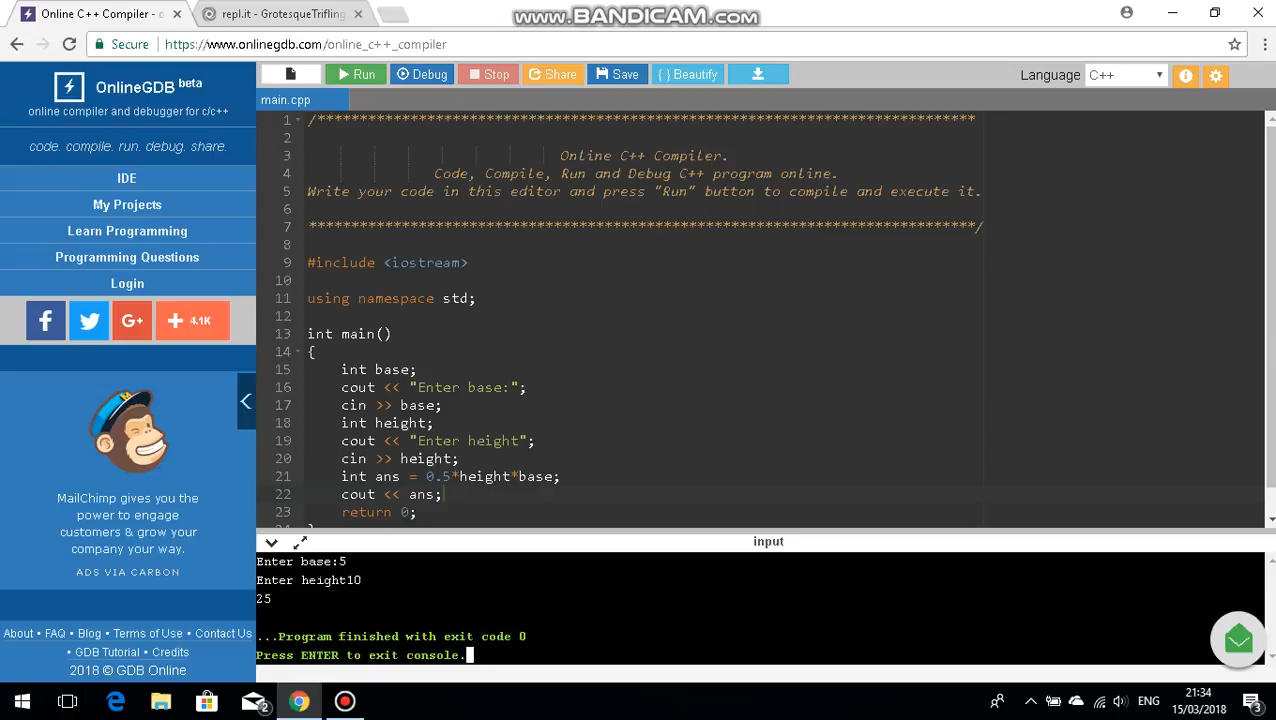 Online C++ Compiler - o
repl.it - GrotesqueTrifling
WWW.BANDICAM.COM
Secure
https://www.onlinegdb.com/online_c++_compiler
OnlineGDB beta
online compiler and debugger for c/c++
code. compile. run. debug. share.
IDE
My Projects
Learn Programming
Programming Questions
Login
4.1K
MailChimp gives you the
power to engage
customers & grow your
company your way.
ADS VIA CARBON
About • FAQ • Blog • Terms of Use • Contact Us
• GDB Tutorial • Credits
2018 © GDB Online
Run
Debug
Stop
Share
Save
{ } Beautify
Language
C++
main.cpp
1 /******************************************************************************
2
3 Online C++ Compiler.
4 Code, Compile, Run and Debug C++ program online.
5 Write your code in this editor and press "Run" button to compile and execute it.
6
7 *******************************************************************************/
8
9 #include <iostream>
10
11 using namespace std;
12
13 int main()
14 {
15 int base;
16 cout << "Enter base:";
17 cin >> base;
18 int height;
19 cout << "Enter height";
20 cin >> height;
21 int ans = 0.5*height*base;
22 cout << ans;
23 return 0;
input
Enter base:5
Enter height10
25
...Program finished with exit code 0
Press ENTER to exit console.
2
ENG
21:34
15/03/2018
3